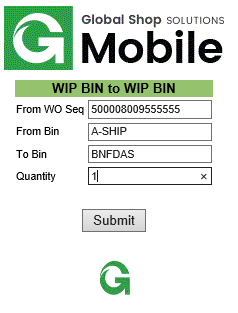 Global Shop SOLUTIONS
Mobile
WIP BIN to WIP BIN
From WO Seq 500008009555555
From Bin A-SHIP
To Bin BNFDAS
Quantity 1 ×
Submit